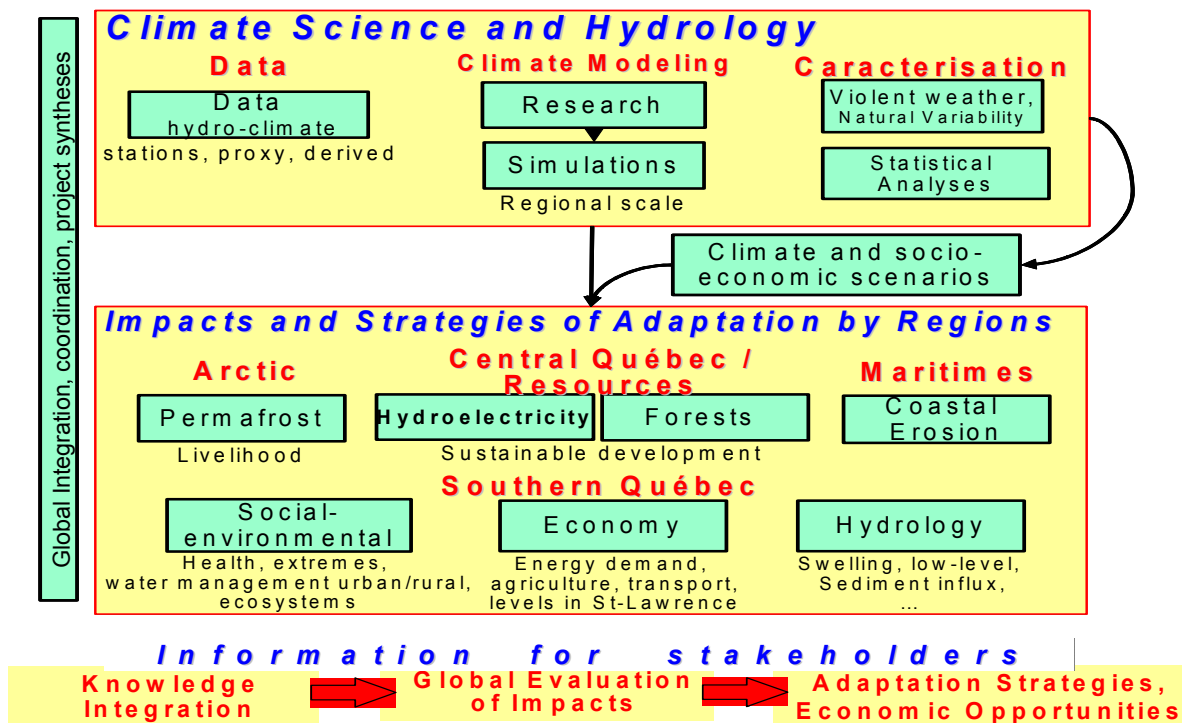 Global Integration, coordination, project syntheses
Climate Science and Hydrology
Data
Data
hydro-climate
stations, proxy, derived
Climate Modeling
Research
Simulations
Regional scale
Caracterisation
Violent weather,
Natural Variability
Statistical
Analyses
Climate and socio-
economic scenarios
Impacts and Strategies of Adaptation by Regions
Arctic
Permafrost
Livelihood
Central Québec /
Resources
Hydroelectricity
Forests
Sustainable development
Maritimes
Coastal
Erosion
Southern Québec
Social-
environmental
Health, extremes,
water management urban/rural,
ecosystems
Economy
Energy demand,
agriculture, transport,
levels in St-Lawrence
Hydrology
Swelling, low-level,
Sediment influx,
...
Information for stakeholders
Knowledge
Integration
Global Evaluation
of Impacts
Adaptation Strategies,
Economic Opportunities